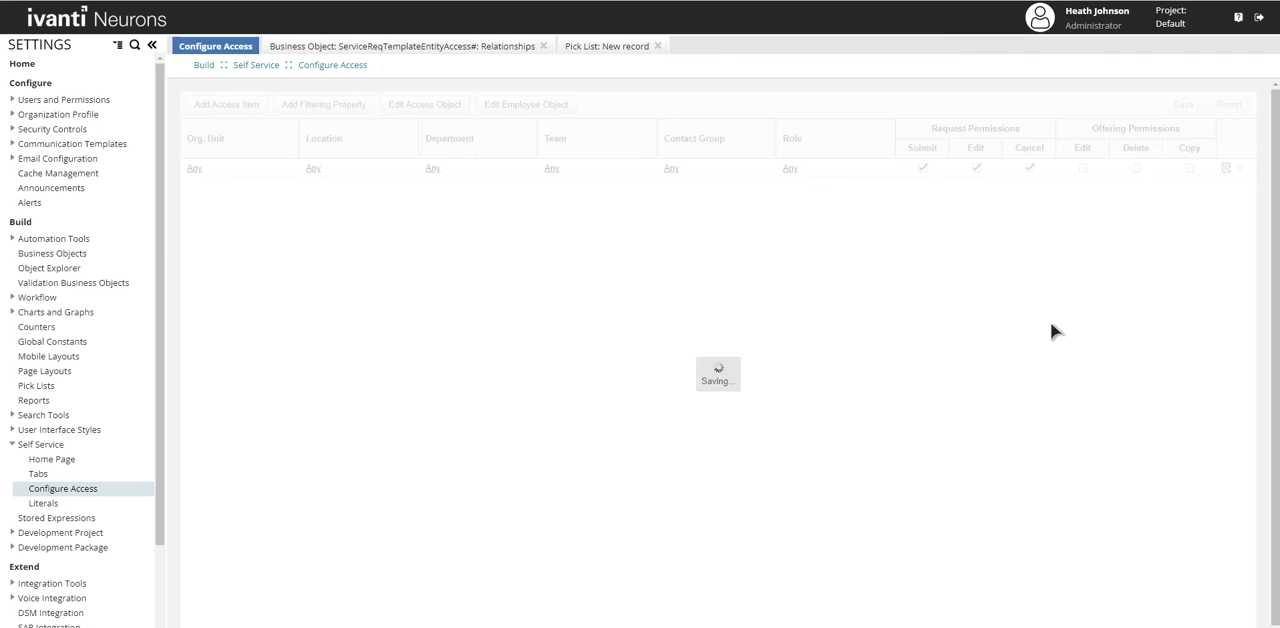 ivanti Neurons
Heath Johnson
Administrator
Project:
Default
SETTINGS
Configure Access
Business Object: ServiceReqTemplateEntityAccess#: Relationships
Pick List: New record
Build :: Self Service :: Configure Access
Home
Configure
Users and Permissions
Organization Profile
Security Controls
Communication Templates
Email Configuration
Cache Management
Announcements
Alerts
Build
Automation Tools
Business Objects
Object Explorer
Validation Business Objects
Workflow
Charts and Graphs
Counters
Global Constants
Mobile Layouts
Page Layouts
Pick Lists
Reports
Search Tools
User Interface Styles
Self Service
Home Page
Tabs
Configure Access
Literals
Stored Expressions
Development Project
Development Package
Extend
Integration Tools
Voice Integration
DSM Integration
SAP Integration
Add Access Item
Add Filtering Property
Edit Access Object
Edit Employee Object
Save
Revert
Org. Unit
Location
Department
Team
Contact Group
Role
Request Permissions
Offering Permissions
Submit
Edit
Cancel
Edit
Delete
Copy
Any
Any
Any
Any
Any
Any
Saving...